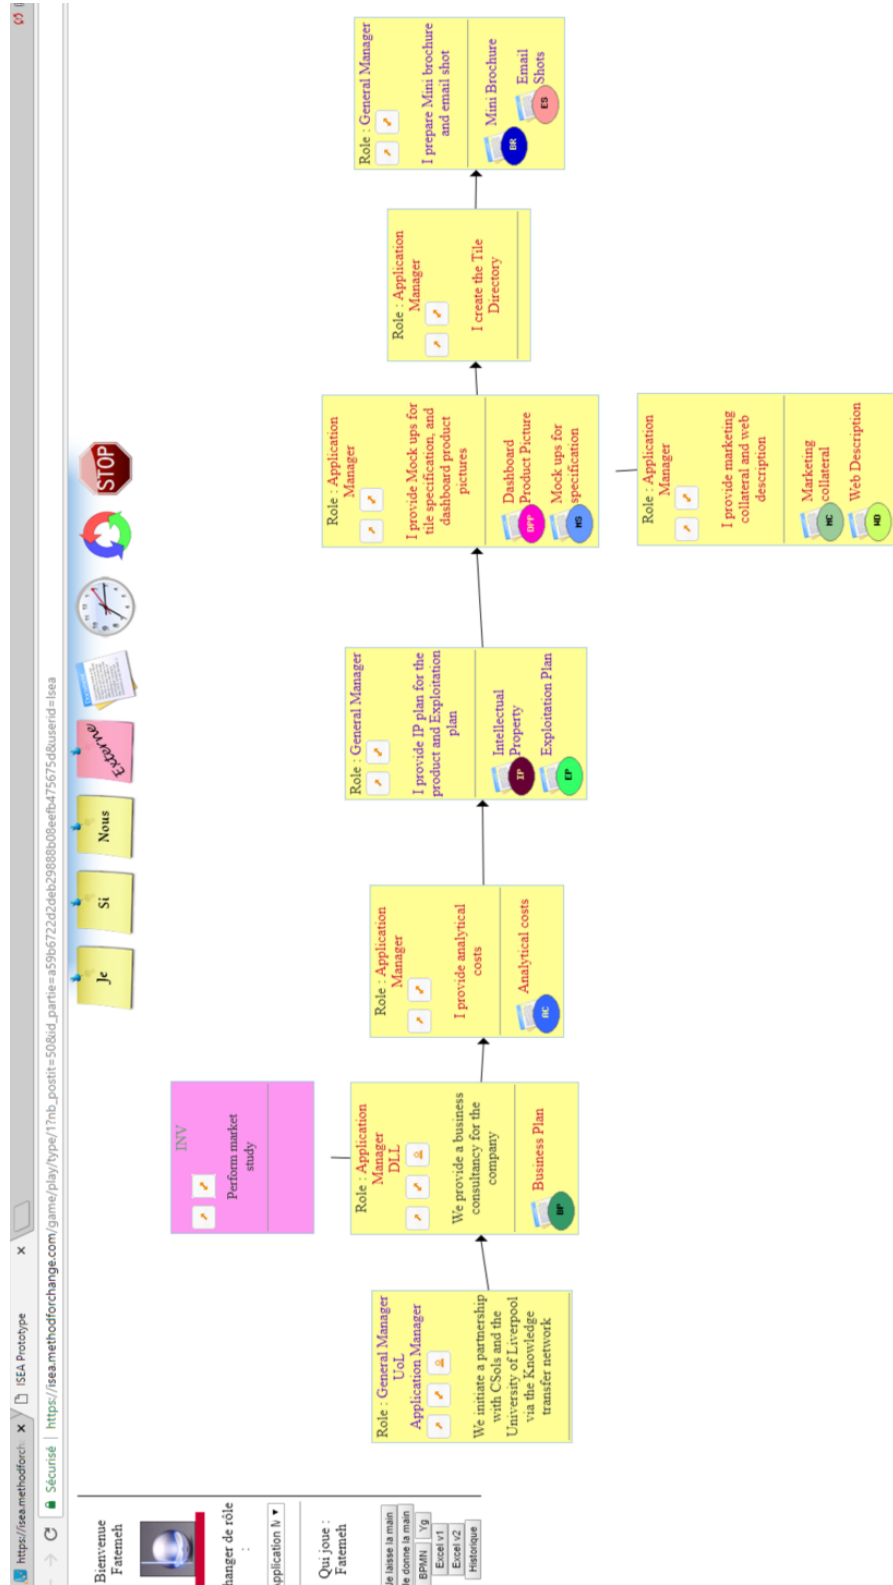 https://isea.methodforch
ISEA Prototype
Sécurisé
https://isea.methodforchange.com/game/play/type/1?nb_postit=50&id_partie=a59b6722d2deb29888b08eefb475675d&userid=Isea
Bienvenue
Fatemeh
hanger de rôle
:
pplication M
Qui joue :
Fatemeh
Je laisse la main
le donne la main
BPMN
Yg
Excel v1
Excel v2
Historique
Je
Si
Nous
Externe
STOP
Role : General Manager
UoL
Application Manager
We initiate a partnership
with CSols and the
University of Liverpool
via the Knowledge
transfer network
INV
Perform market
study
Role : Application
Manager
DLL
We provide a business
consultancy for the
company
Business Plan
BP
Role : Application
Manager
I provide analytical
costs
Analytical costs
AC
Role : General Manager
I provide IP plan for the
product and Exploitation
plan
Intellectual
Property
IP
Exploitation Plan
EP
Role : Application
Manager
I provide Mock ups for
tile specification, and
dashboard product
pictures
Dashboard
Product Picture
DPP
Mock ups for
specification
MS
Role : Application
Manager
I provide marketing
collateral and web
description
Marketing
collateral
MC
Web Description
WD
Role : Application
Manager
I create the Tile
Directory
Role : General Manager
I prepare Mini brochure
and email shot
Mini Brochure
BR
Email
Shots
ES